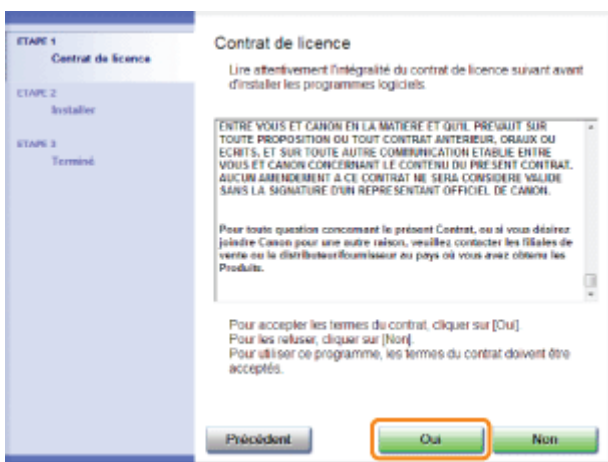 ETAPE 1
Contrat de licence
ETAPE 2
Installer
ETAPE 3
Terminé
Contrat de licence
Lire attentivement l'intégralité du contrat de licence suivant avant
d'installer les programmes logiciels.
ENTRE VOUS ET CANON EN LA MATIERE ET QU'IL PREVAUT SUR
TOUTE PROPOSITION OU TOUT CONTRAT ANTERIEUR, ORAUX OU
ECRITS, ET SUR TOUTE AUTRE COMMUNICATION ETABLIE ENTRE
VOUS ET CANON CONCERNANT LE CONTENU DU PRESENT CONTRAT.
AUCUN AMENDEMENT A CE CONTRAT NE SERA CONSIDERE VALIDE
SANS LA SIGNATURE D'UN REPRESENTANT OFFICIEL DE CANON.
Pour toute question concernant le présent Contrat, ou si vous désirez
joindre Canon pour une autre raison, veuillez contacter les filiales de
vente ou le distributeur/fournisseur au pays où vous avez obtenu les
Produits.
Pour accepter les termes du contrat, cliquer sur [Oui].
Pour les refuser, cliquer sur [Non].
Pour utiliser ce programme, les termes du contrat doivent être
acceptés.
Précédent
Oui
Non